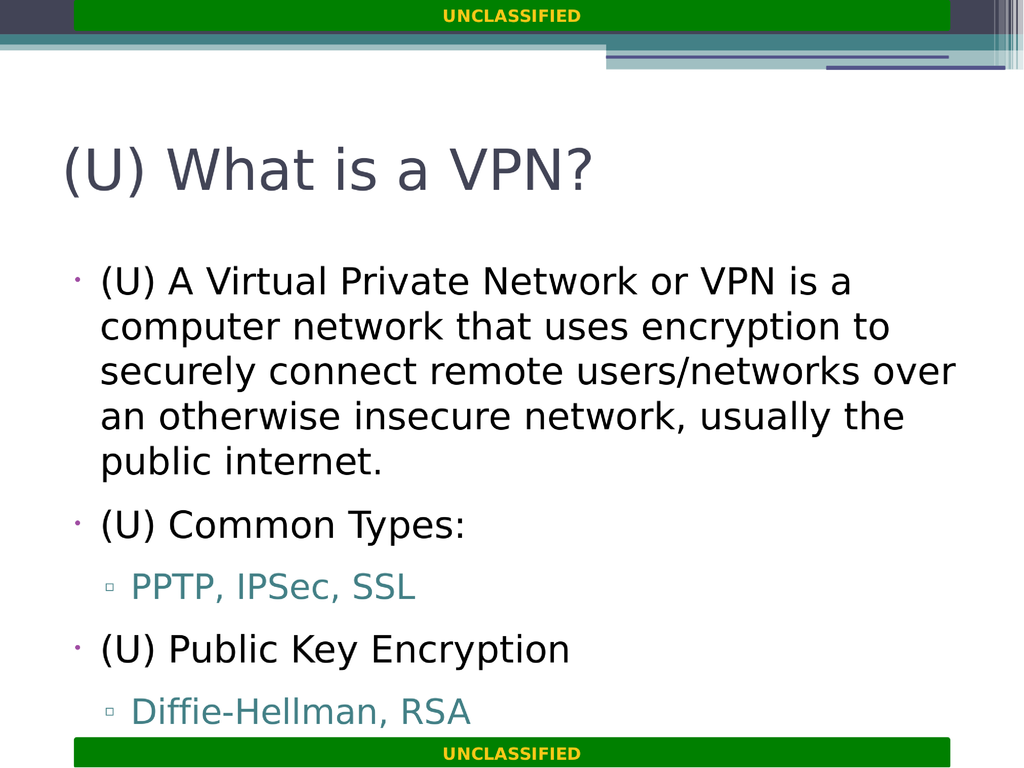 UNCLASSIFIED
(U) What is a VPN?
(U) A Virtual Private Network or VPN is a
computer network that uses encryption to
securely connect remote users/networks over
an otherwise insecure network, usually the
public internet.
(U) Common Types:
PPTP, IPSec, SSL
(U) Public Key Encryption
Diffie-Hellman, RSA
UNCLASSIFIED